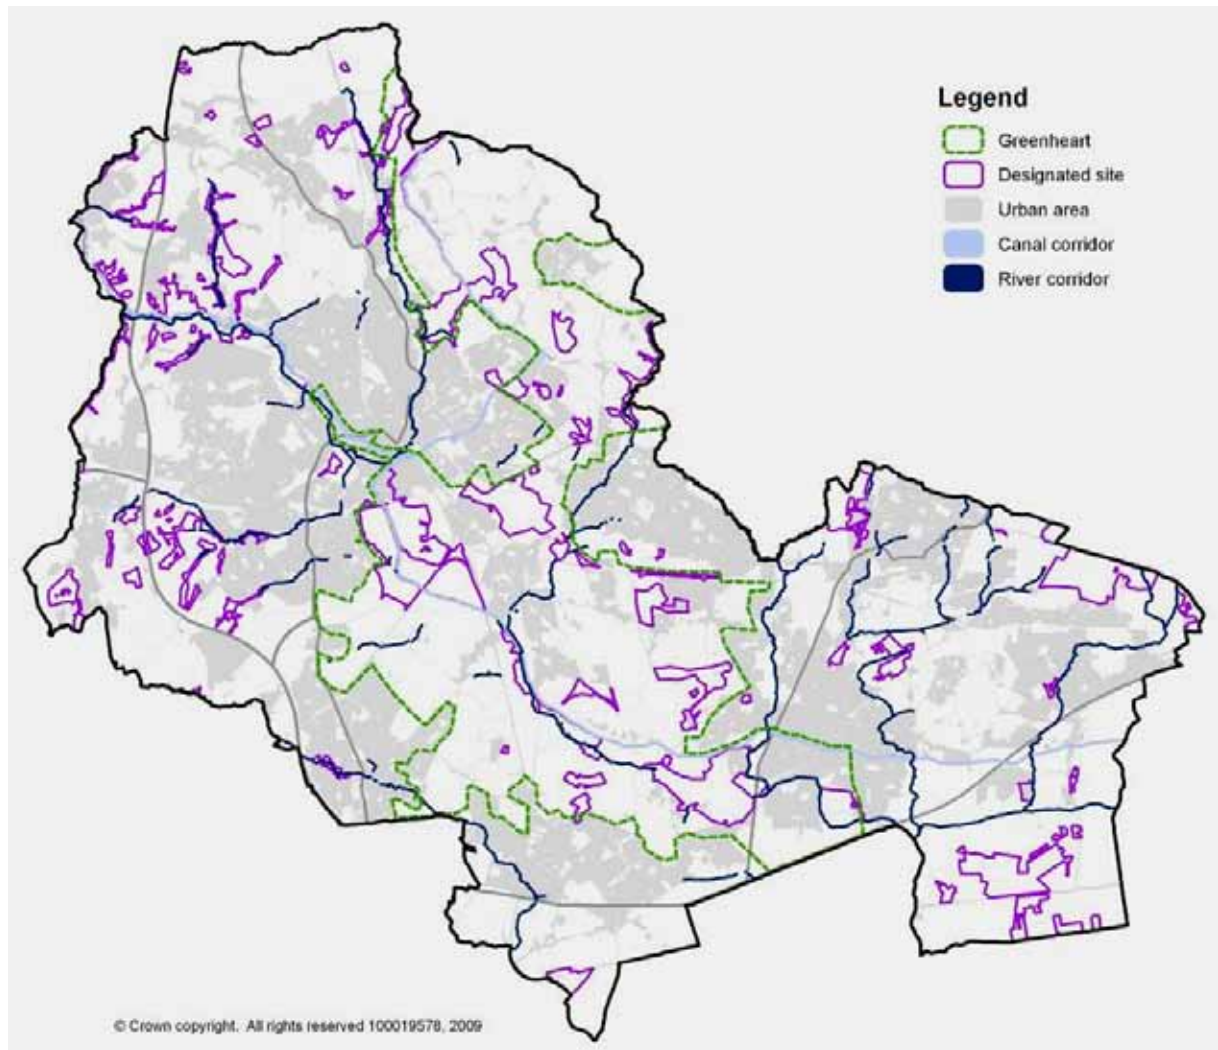 Legend
Greenheart
Designated site
Urban area
Canal corridor
River corridor
© Crown copyright. All rights reserved 100019578, 2009